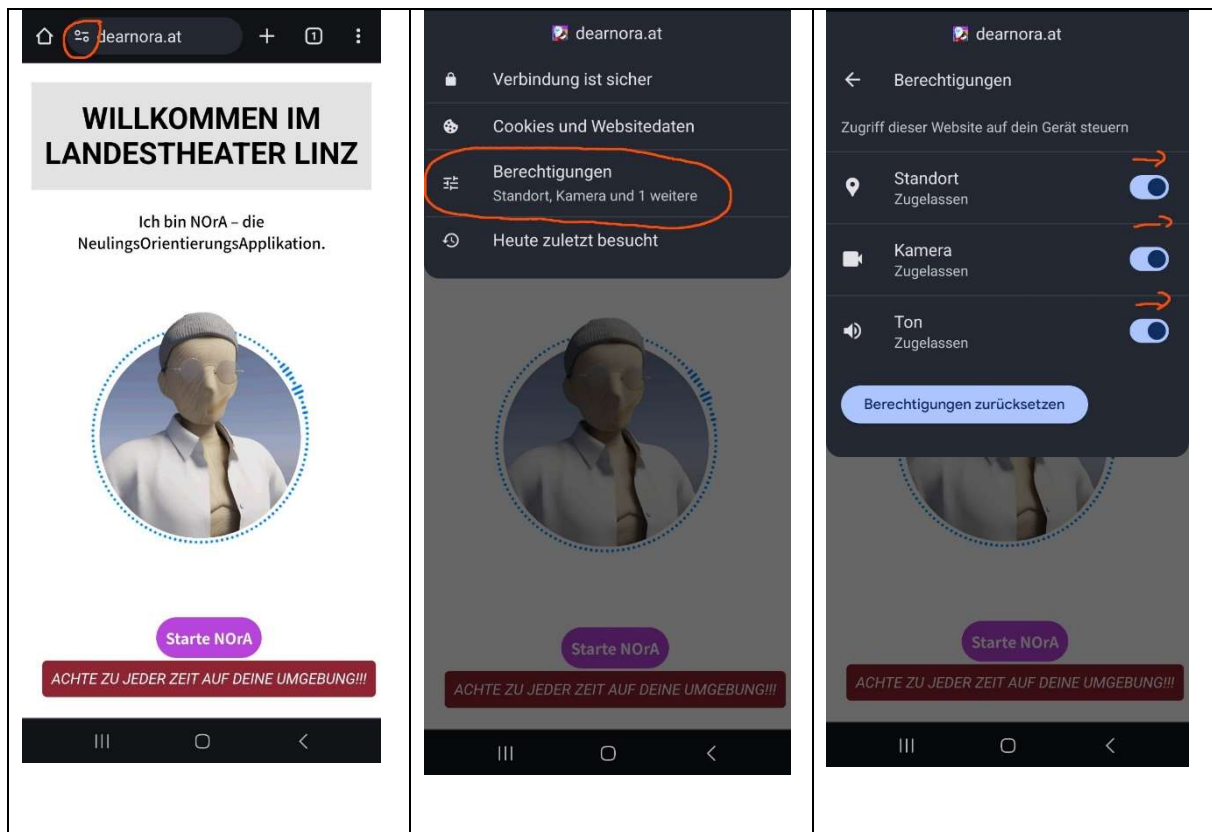 dearnora.at
1
WILLKOMMEN IM
LANDESTHEATER LINZ
Ich bin NOrA – die
NeulingsOrientierungsApplikation.
Starte NOrA
ACHTE ZU JEDER ZEIT AUF DEINE UMGEBUNG!!!
dearnora.at
Verbindung ist sicher
Cookies und Websitedaten
Berechtigungen
Standort, Kamera und 1 weitere
Heute zuletzt besucht
Starte NOrA
ACHTE ZU JEDER ZEIT AUF DEINE UMGEBUNG!!!
dearnora.at
Berechtigungen
Zugriff dieser Website auf dein Gerät steuern
Standort
Zugelassen
Kamera
Zugelassen
Ton
Zugelassen
Berechtigungen zurücksetzen
Starte NOrA
ACHTE ZU JEDER ZEIT AUF DEINE UMGEBUNG!!!